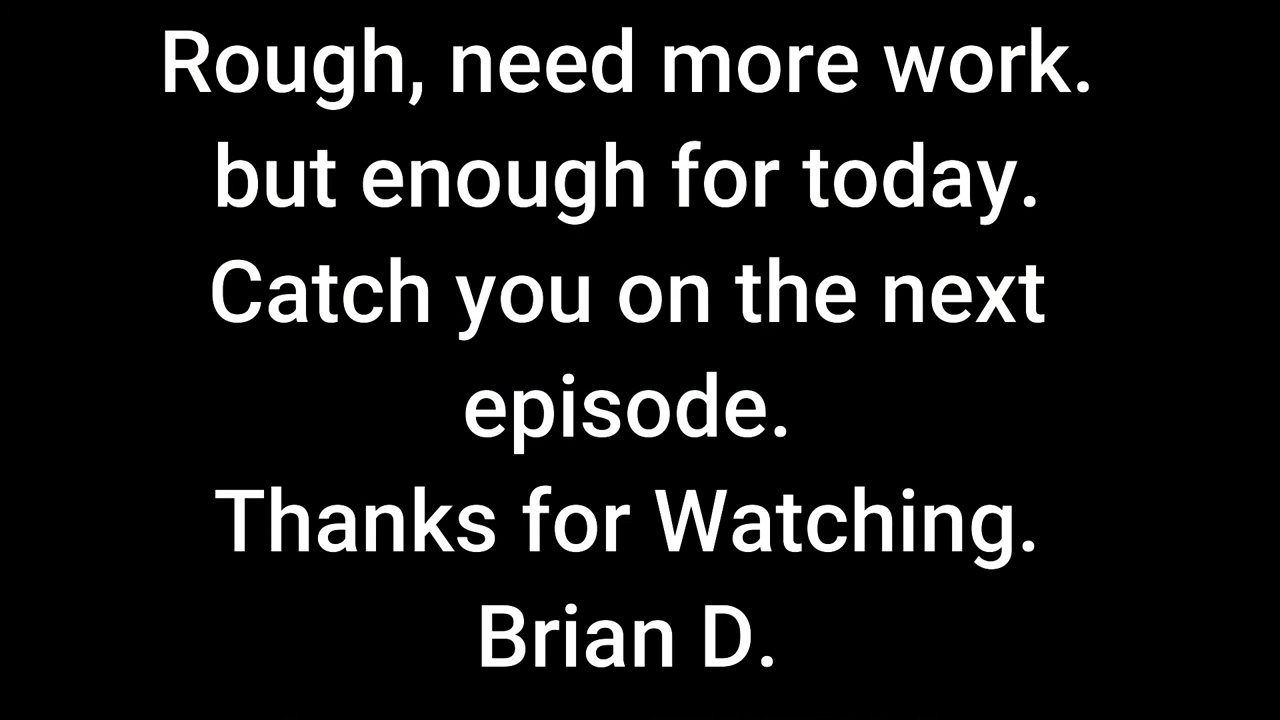 Rough, need more work.
but enough for today.
Catch you on the next
episode.
Thanks for Watching.
Brian D.